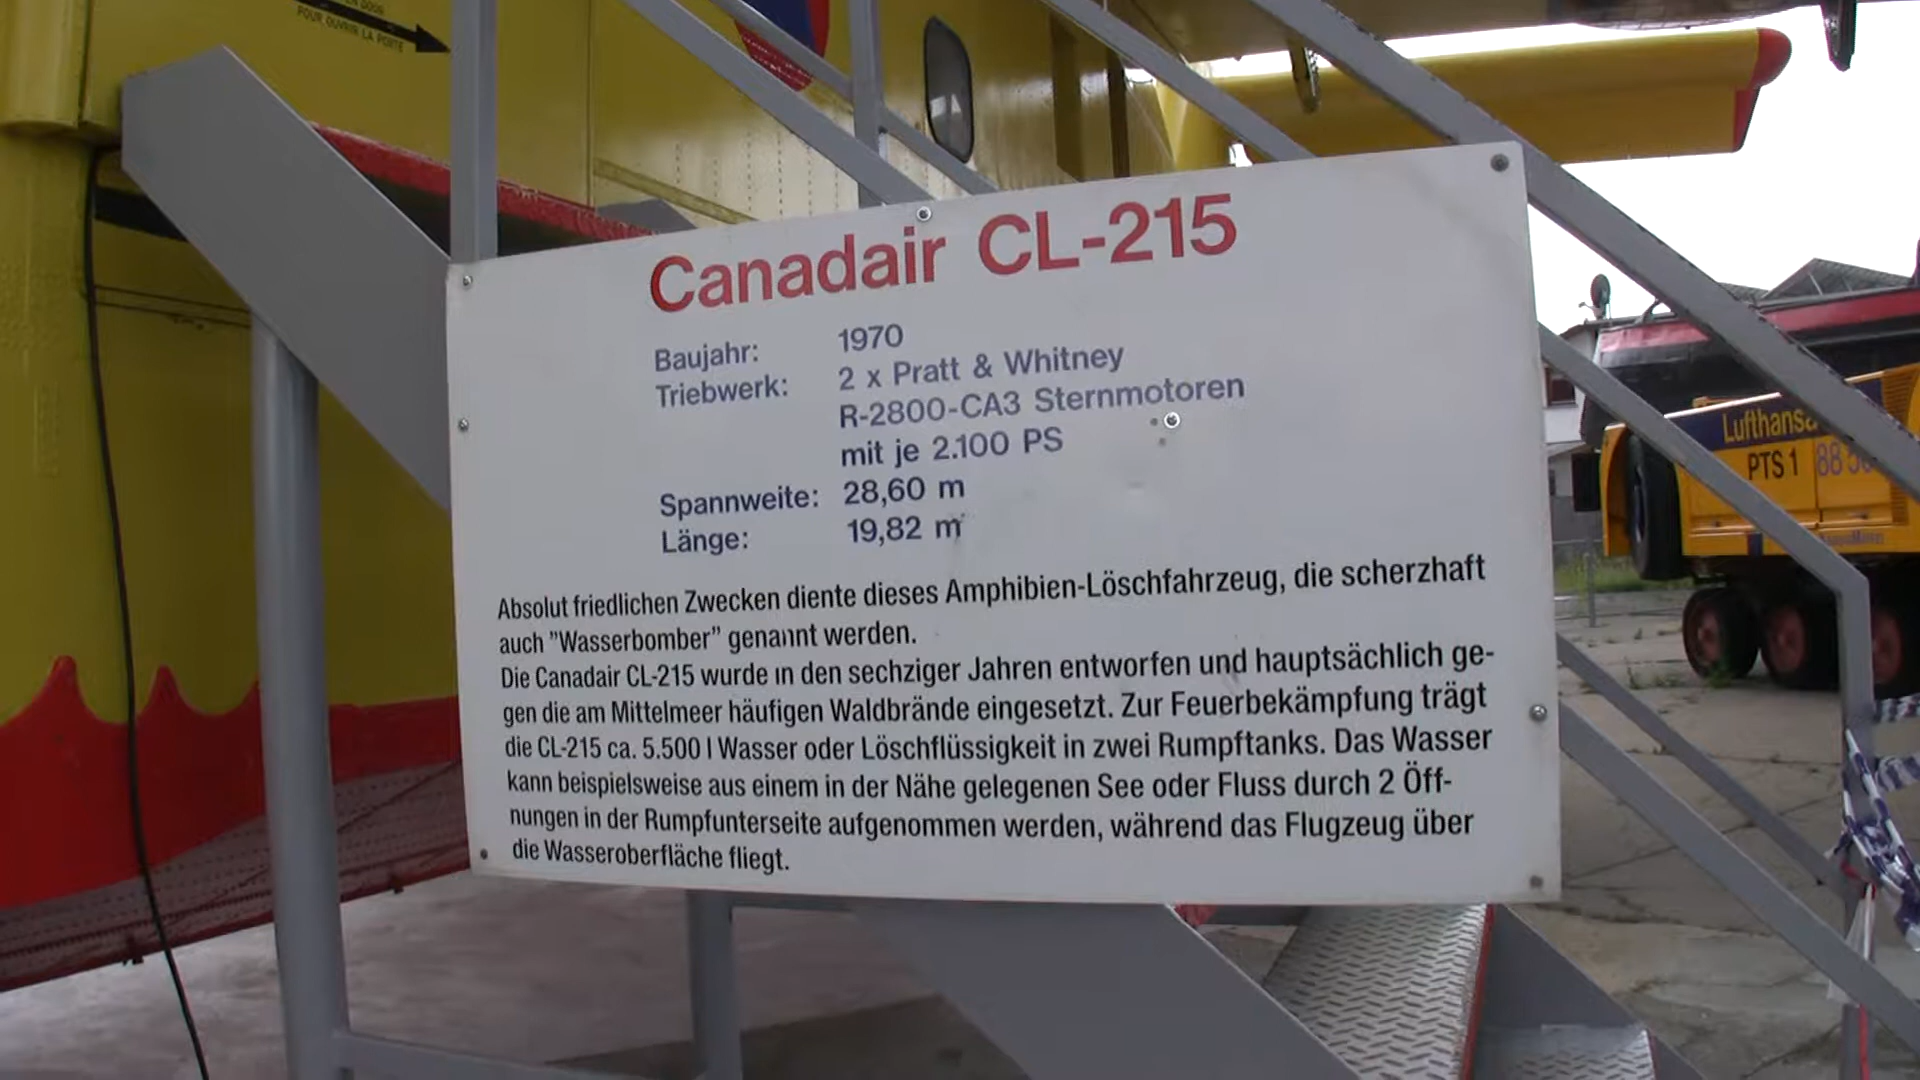 POUR OUVRIR LA PORTE
Canadair CL-215
Baujahr: 1970
Triebwerk: 2 x Pratt & Whitney
R-2800-CA3 Sternmotoren
mit je 2.100 PS
Spannweite: 28,60 m
Länge: 19,82 m
Absolut friedlichen Zwecken diente dieses Amphibien-Löschfahrzeug, die scherzhaft
auch "Wasserbomber" genannt werden.
Die Canadair CL-215 wurde in den sechziger Jahren entworfen und hauptsächlich ge-
gen die am Mittelmeer häufigen Waldbrände eingesetzt. Zur Feuerbekämpfung trägt
die CL-215 ca. 5.500 l Wasser oder Löschflüssigkeit in zwei Rumpftanks. Das Wasser
kann beispielsweise aus einem in der Nähe gelegenen See oder Fluss durch 2 Öff-
nungen in der Rumpfunterseite aufgenommen werden, während das Flugzeug über
die Wasseroberfläche fliegt.
Lufthansa
PTS 1 88